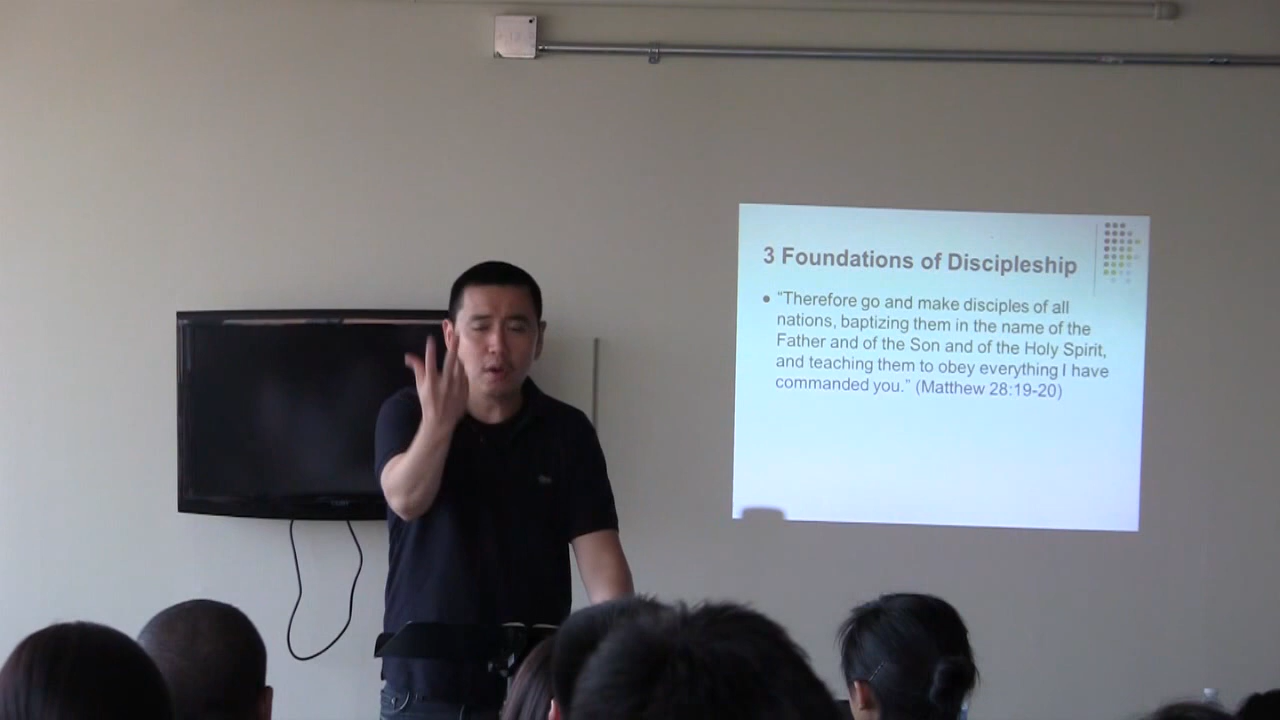 3 Foundations of Discipleship
● “Therefore go and make disciples of all
nations, baptizing them in the name of the
Father and of the Son and of the Holy Spirit,
and teaching them to obey everything I have
commanded you.” (Matthew 28:19-20)